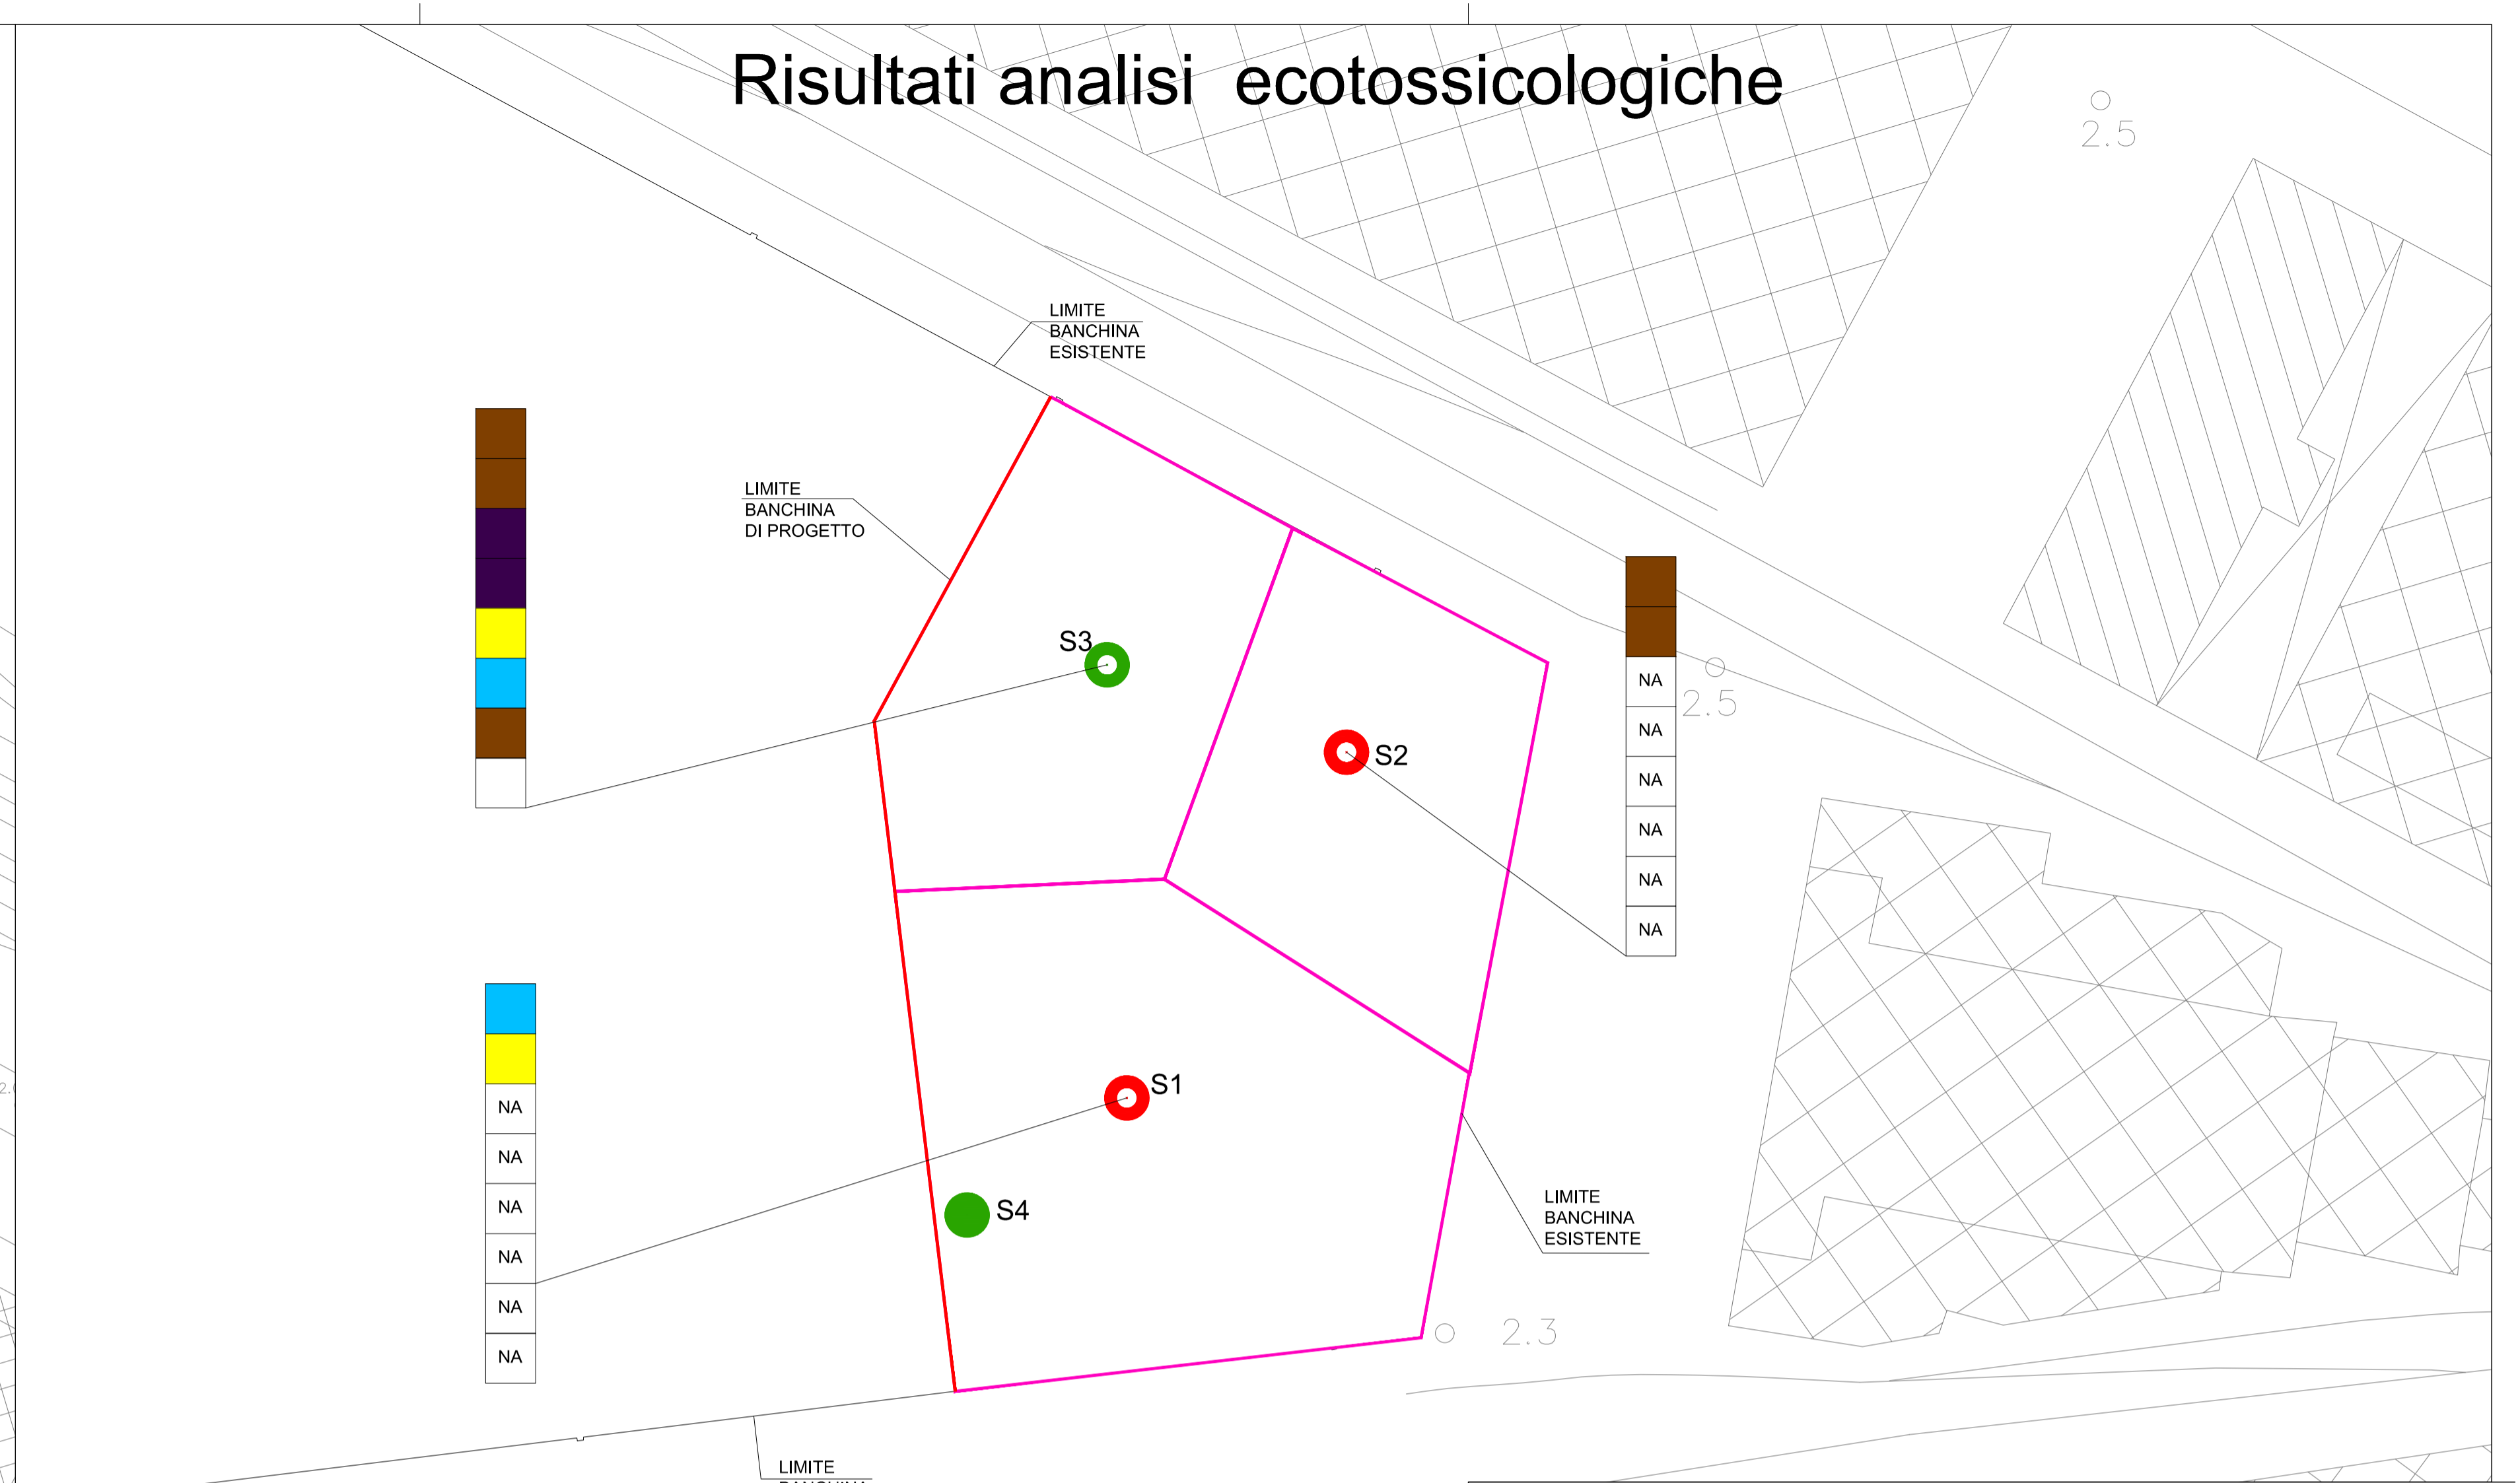 Risultati analisi ecotossicologiche
2.5
LIMITE
BANCHINA
ESISTENTE
LIMITE
BANCHINA
DI PROGETTO
S3
S2
2.5
NA
NA
NA
NA
NA
NA
S1
S4
NA
NA
NA
NA
NA
NA
LIMITE
BANCHINA
ESISTENTE
2.3
LIMITE